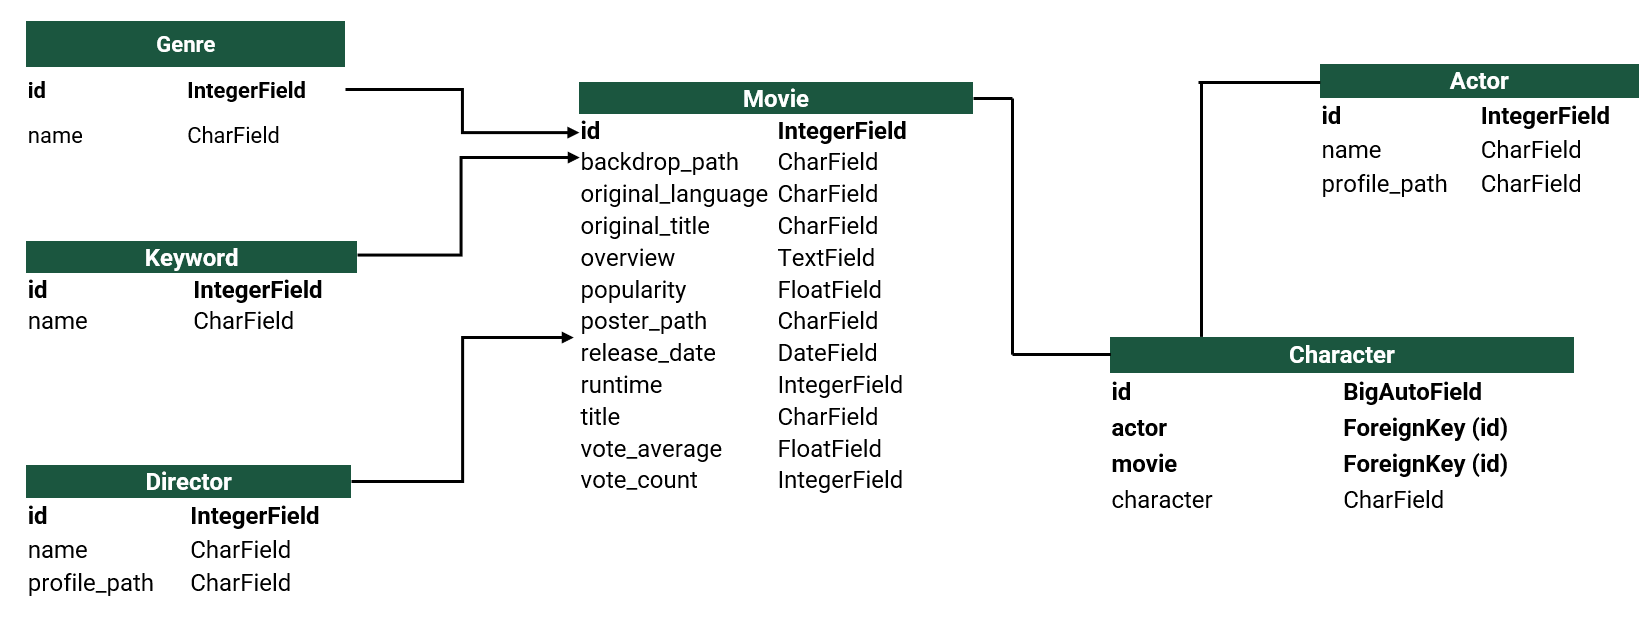 Genre
id IntegerField
name CharField
Keyword
id IntegerField
name CharField
Director
id IntegerField
name CharField
profile_path CharField
Movie
id IntegerField
backdrop_path CharField
original_language CharField
original_title CharField
overview TextField
popularity FloatField
poster_path CharField
release_date DateField
runtime IntegerField
title CharField
vote_average FloatField
vote_count IntegerField
Actor
id IntegerField
name CharField
profile_path CharField
Character
id BigAutoField
actor ForeignKey (id)
movie ForeignKey (id)
character CharField